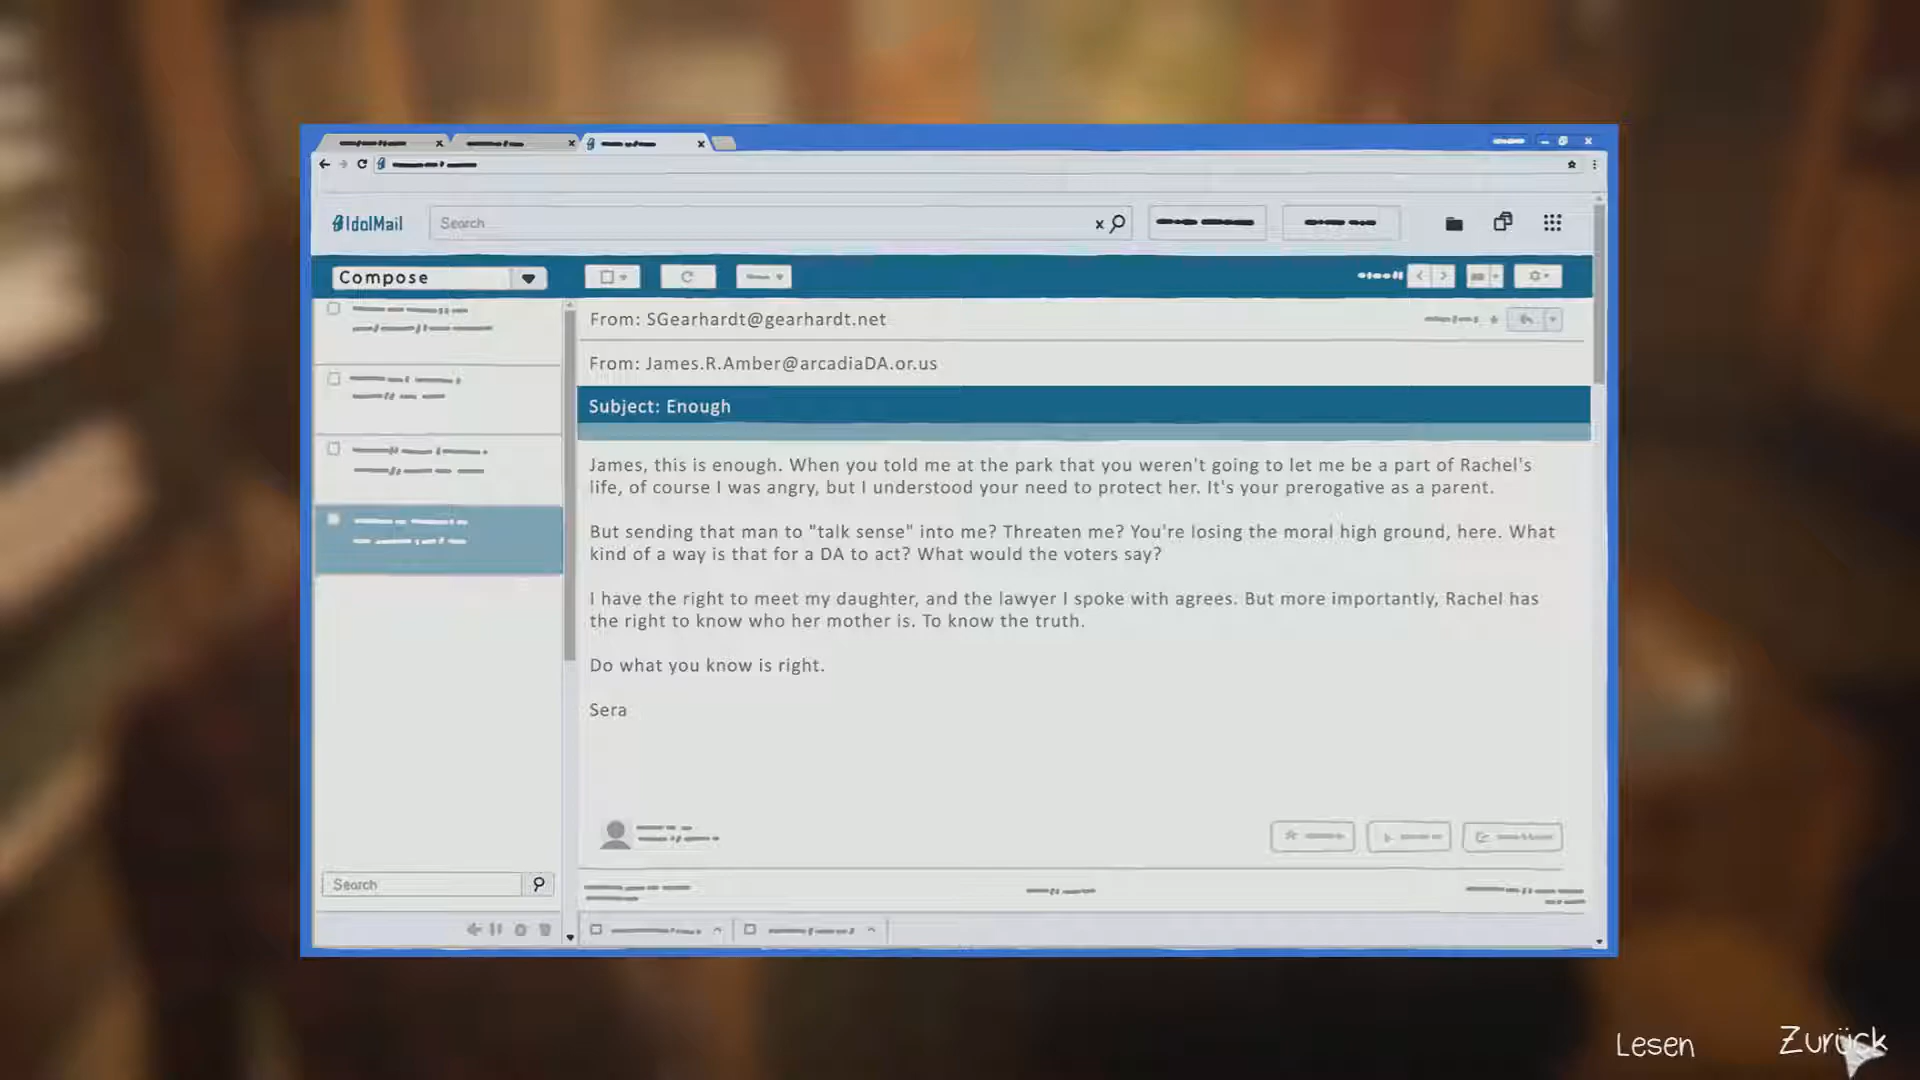 IdolMail
Search
x
Compose
From: SGearhardt@gearhardt.net
From: James.R.Amber@arcadiaDA.or.us
Subject: Enough
James, this is enough. When you told me at the park that you weren't going to let me be a part of Rachel's
life, of course I was angry, but I understood your need to protect her. It's your prerogative as a parent.
But sending that man to "talk sense" into me? Threaten me? You're losing the moral high ground, here. What
kind of a way is that for a DA to act? What would the voters say?
I have the right to meet my daughter, and the lawyer I spoke with agrees. But more importantly, Rachel has
the right to know who her mother is. To know the truth.
Do what you know is right.
Sera
Search
Lesen
Zurück